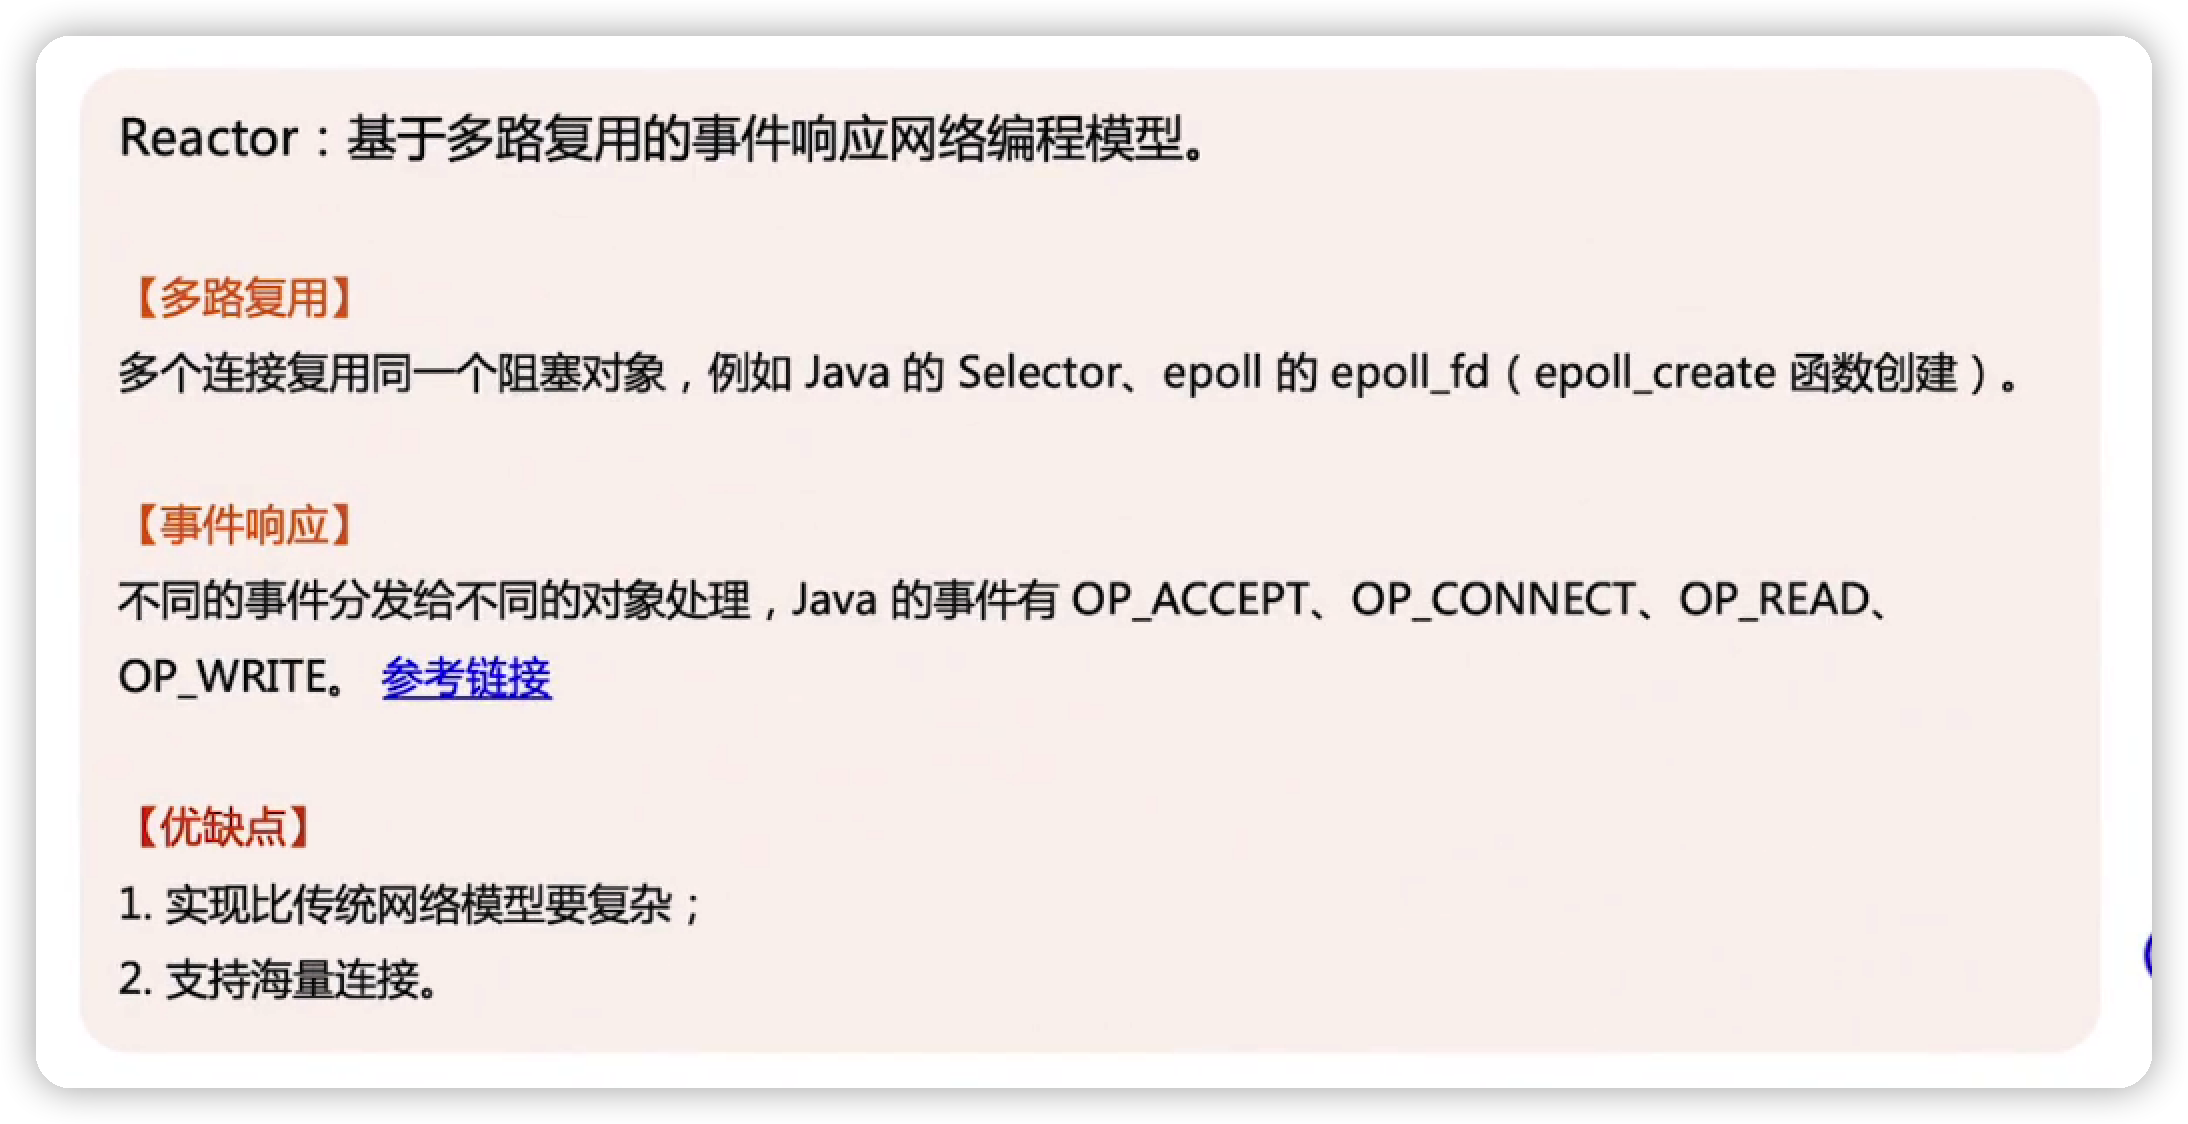 Reactor：基于多路复用的事件响应网络编程模型。
【多路复用】
多个连接复用同一个阻塞对象，例如 Java 的 Selector、epoll 的 epoll_fd（epoll_create 函数创建）。
【事件响应】
不同的事件分发给不同的对象处理，Java 的事件有 OP_ACCEPT、OP_CONNECT、OP_READ、
OP_WRITE。 参考链接
【优缺点】
1. 实现比传统网络模型要复杂；
2. 支持海量连接。